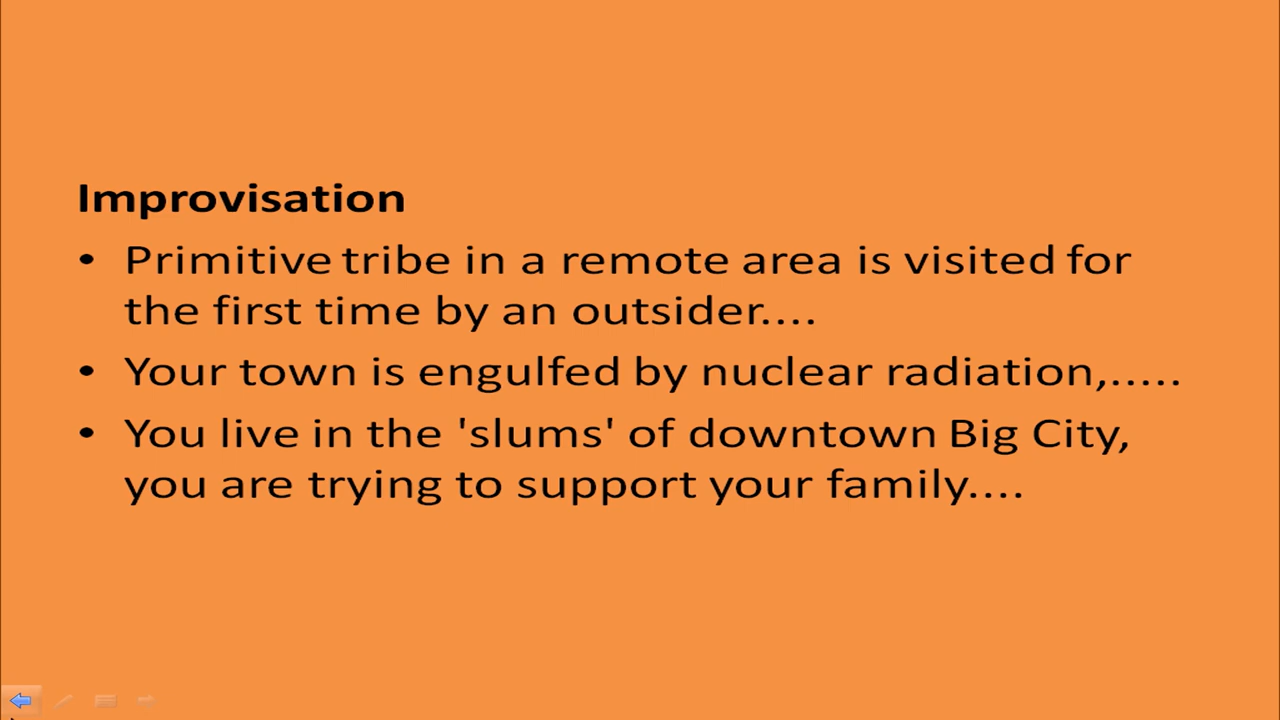 Improvisation
• Primitive tribe in a remote area is visited for
the first time by an outsider....
• Your town is engulfed by nuclear radiation,.....
• You live in the 'slums' of downtown Big City,
you are trying to support your family....